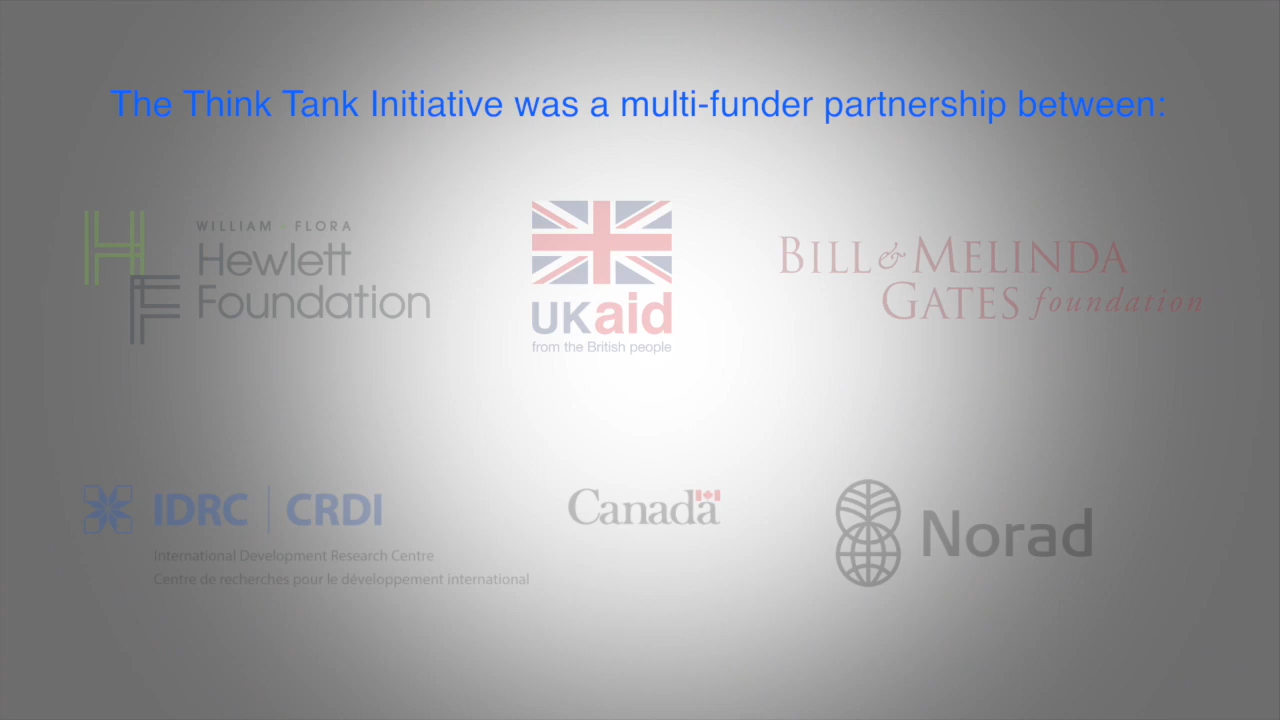 The Think Tank Initiative was a multi-funder partnership between:
WILLIAM + FLORA
Hewlett
Foundation
UKaid
from the British people
BILL & MELINDA
GATES foundation
IDRC | CRDI
International Development Research Centre
Centre de recherches pour le développement international
Canada
Norad